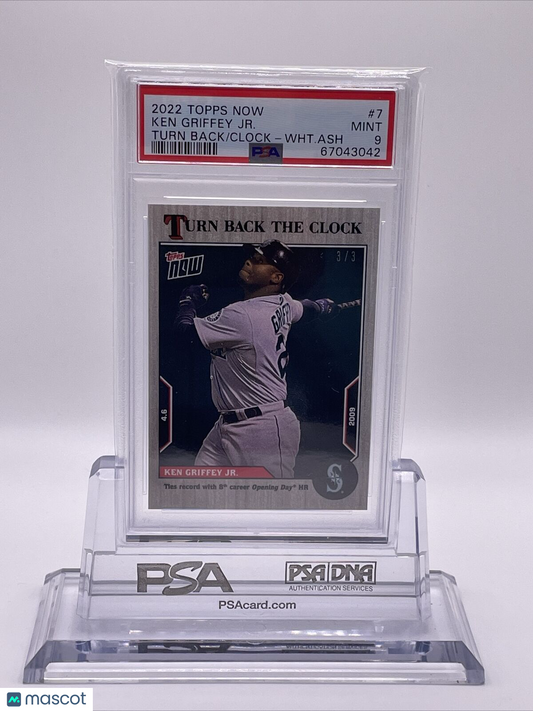 2022 TOPPS NOW #7
KEN GRIFFEY JR. MINT
TURN BACK/CLOCK - WHT.ASH 9
PSA 67043042
TURN BACK THE CLOCK
Topps NOW
3/3
4.6
2009
KEN GRIFFEY JR.
Ties record with 8th career Opening Day® HR
S
PSA
PSA DNA
AUTHENTICATION SERVICES
PSAcard.com
mascot